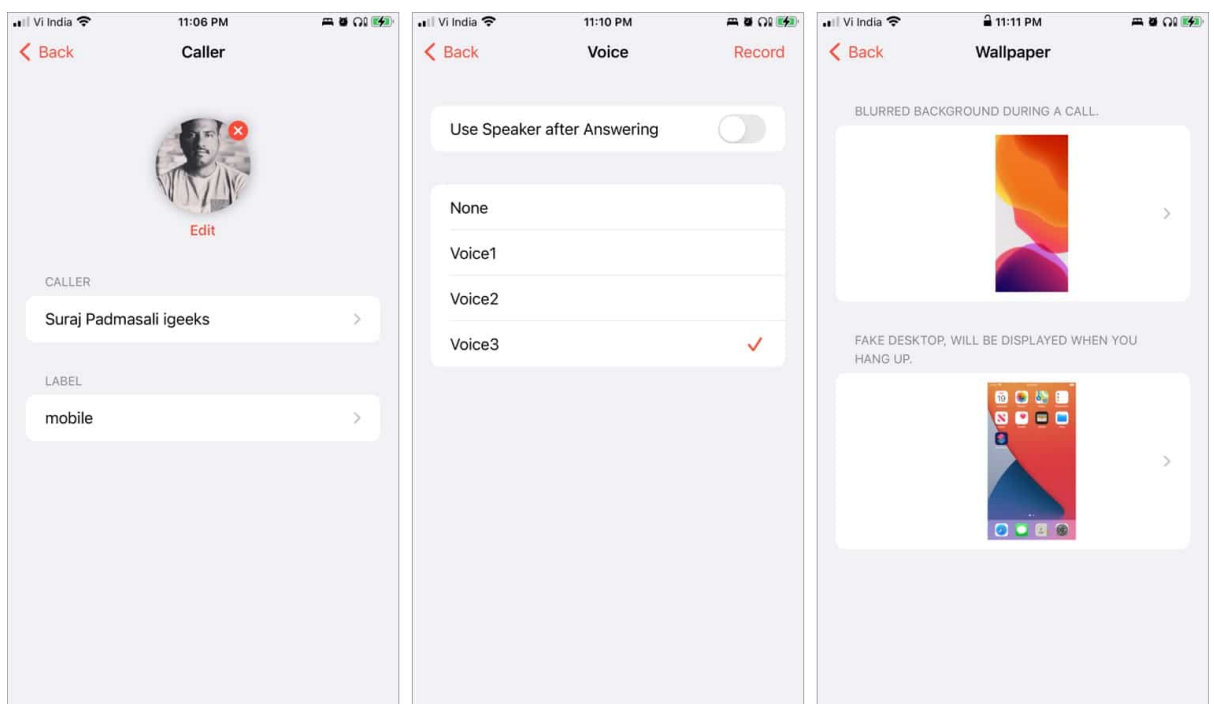 Vi India 11:06 PM
Back Caller
Edit
CALLER
Suraj Padmasali igeeks
LABEL
mobile
Vi India 11:10 PM
Back Voice Record
Use Speaker after Answering
None
Voice1
Voice2
Voice3
Vi India 11:11 PM
Back Wallpaper
BLURRED BACKGROUND DURING A CALL.
FAKE DESKTOP, WILL BE DISPLAYED WHEN YOU
HANG UP.
19